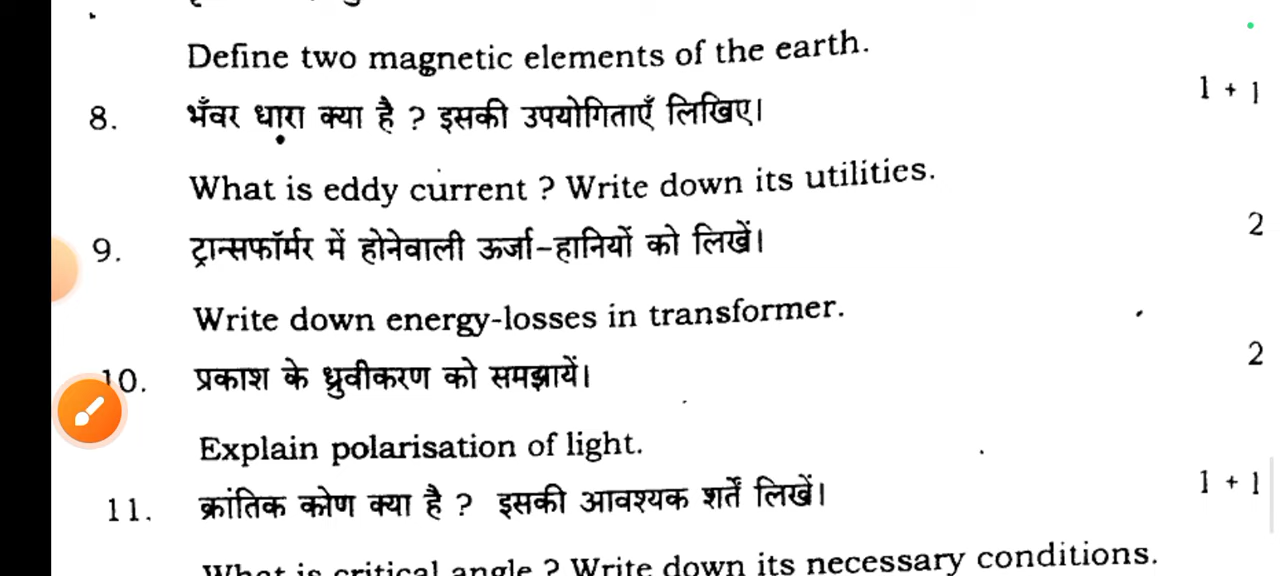 Define two magnetic elements of the earth.
8. भँवर धारा क्या है ? इसकी उपयोगिताएँ लिखिए। 1 + 1
What is eddy current ? Write down its utilities.
9. ट्रान्सफॉर्मर में होनेवाली ऊर्जा-हानियों को लिखें। 2
Write down energy-losses in transformer.
10. प्रकाश के ध्रुवीकरण को समझायें। 2
Explain polarisation of light.
11. क्रांतिक कोण क्या है ? इसकी आवश्यक शर्तें लिखें। 1 + 1
What is critical angle ? Write down its necessary conditions.